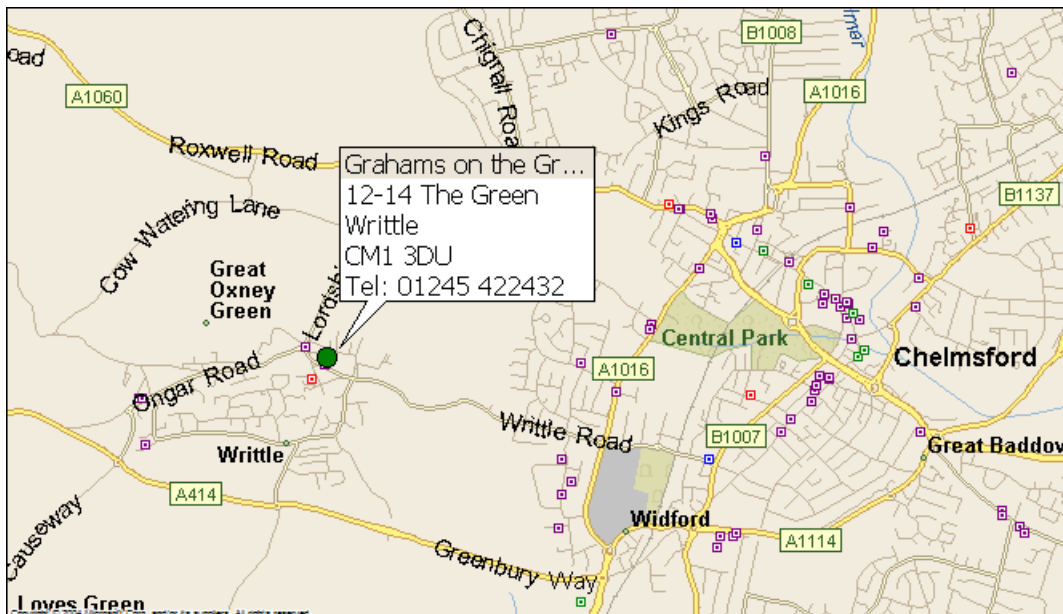 B1008
Chignall Roa
oad
A1060
A1016
Kings Road
Roxwell Road
Grahams on the Gr...
12-14 The Green
Writtle
CM1 3DU
Tel: 01245 422432
B1137
Cow Watering Lane
Great
Oxney
Green
Lordshi
Central Park
Chelmsford
A1016
Ongar Road
Writtle Road
B1007
Great Baddow
Writtle
A414
Widford
A1114
Causeway
Greenbury Way
Loves Green